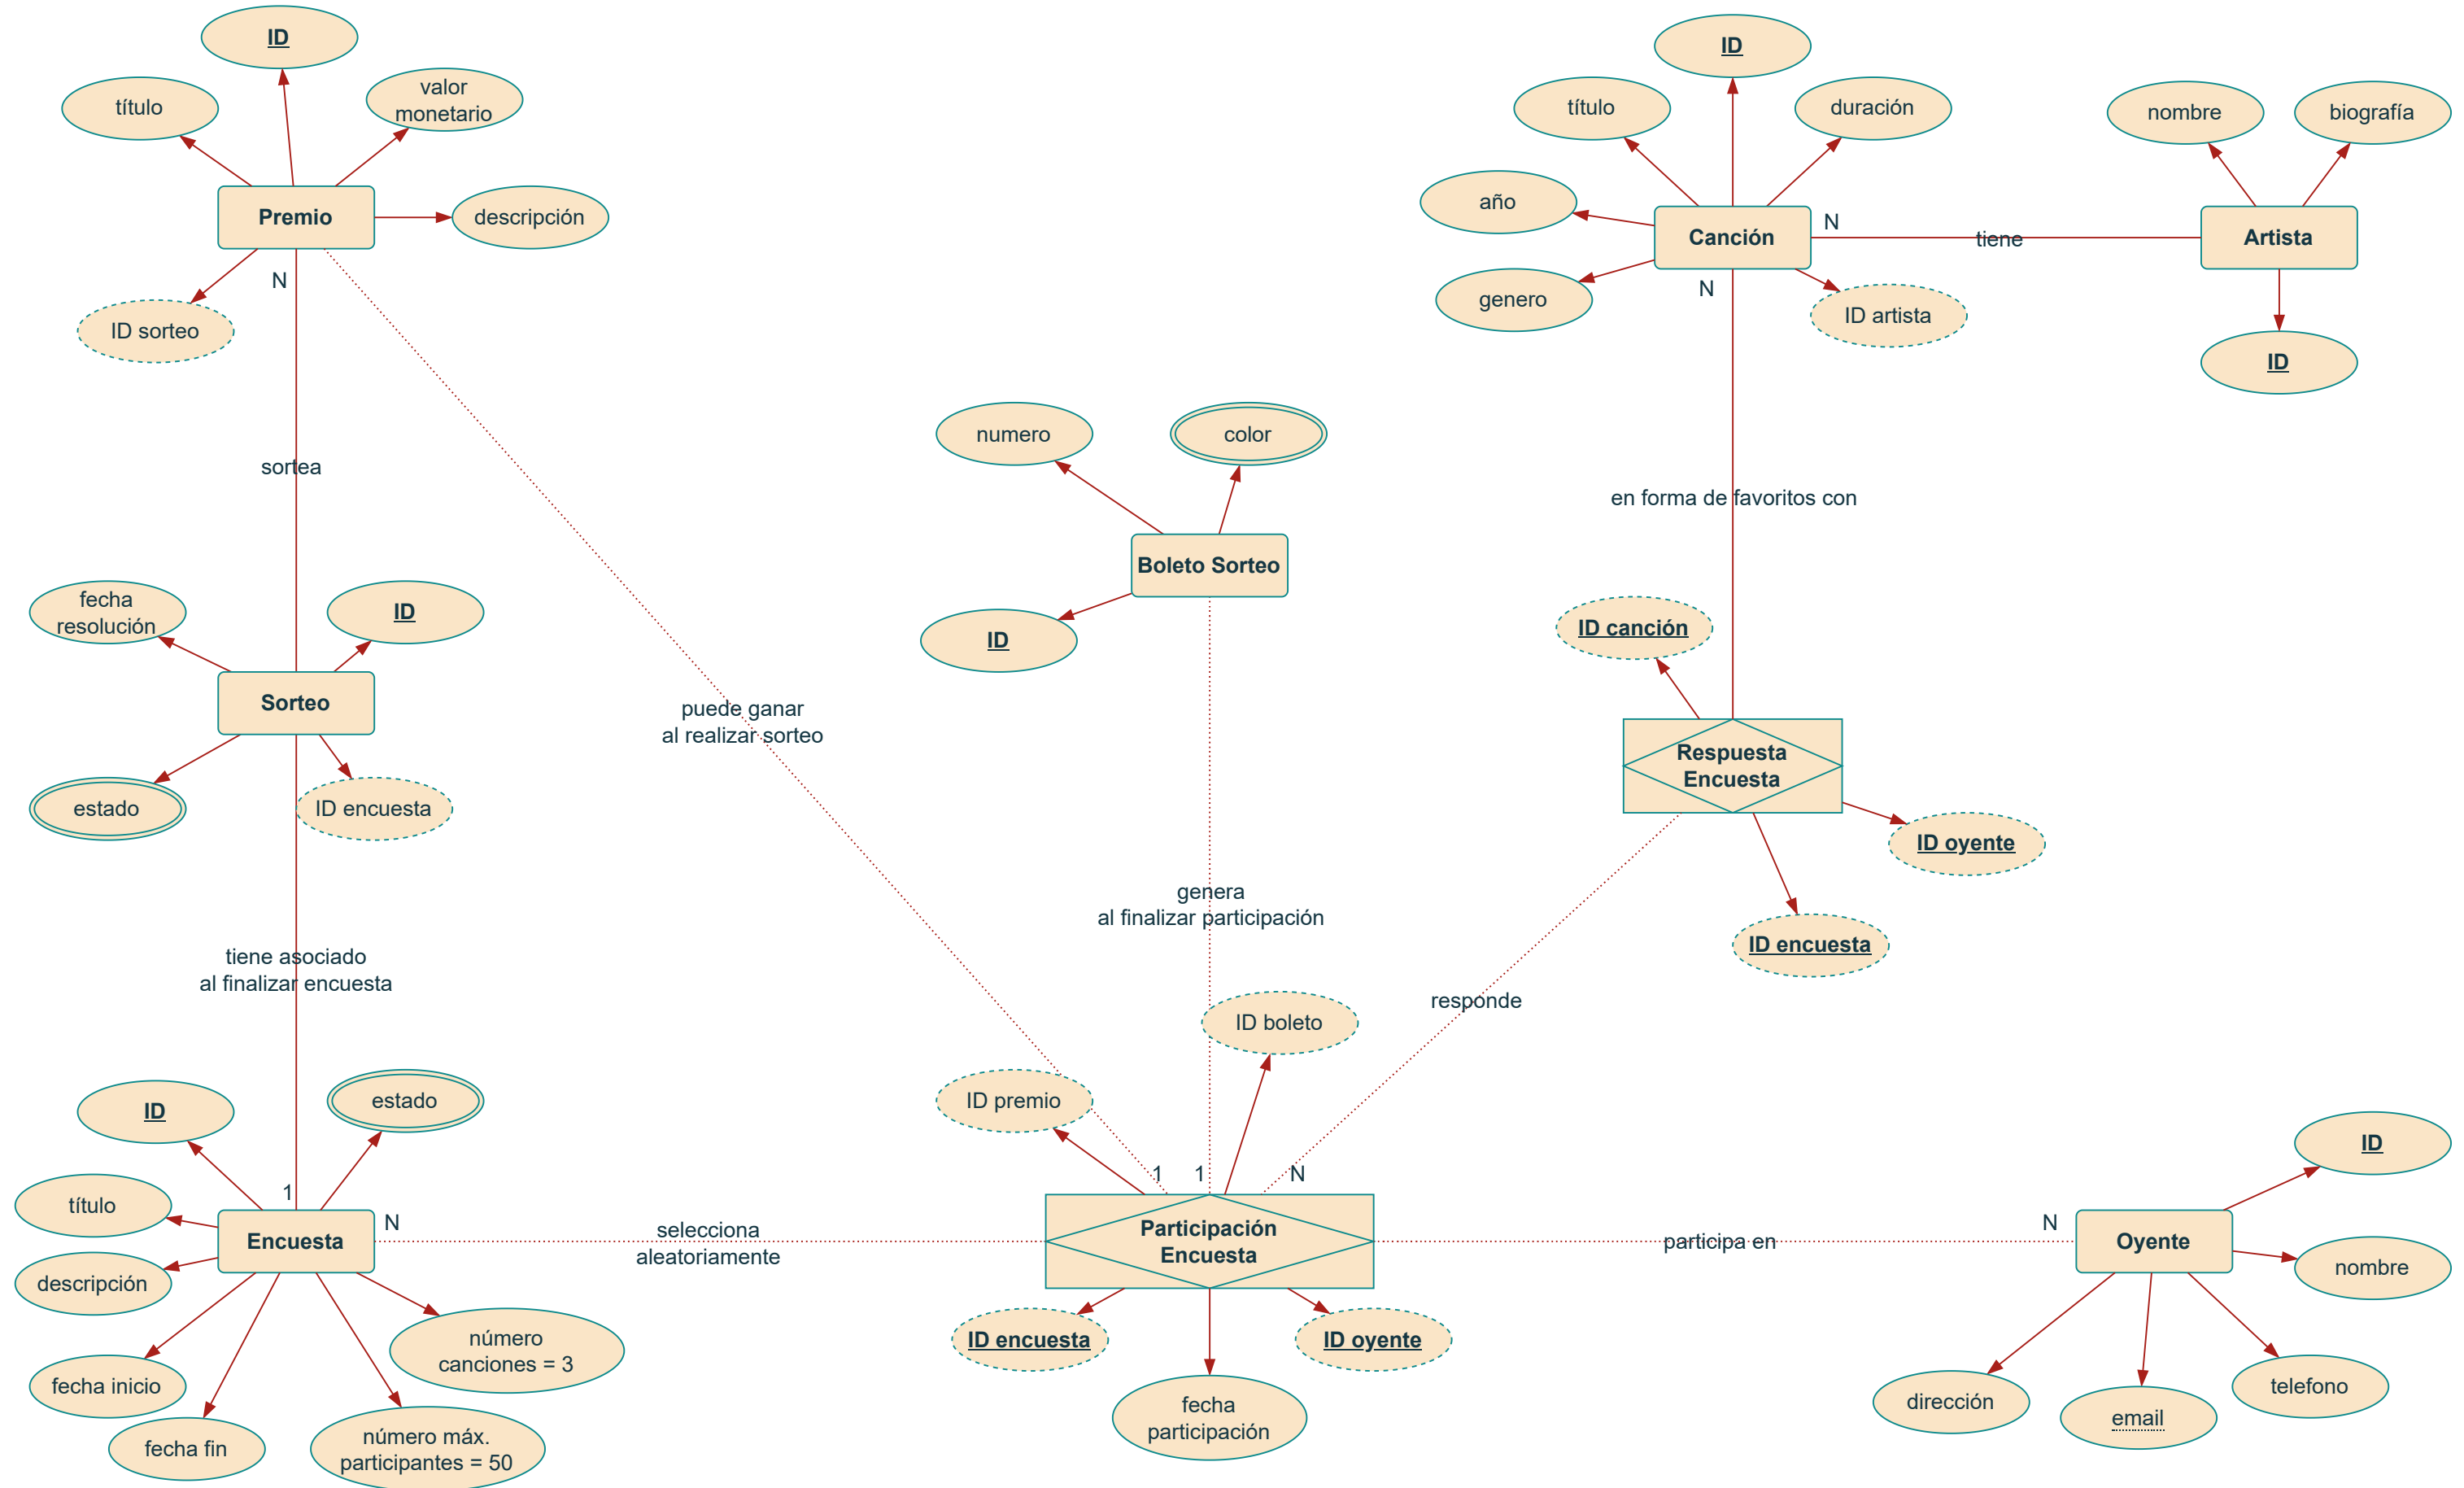 ID
título
valor
monetario
Premio
descripción
N
ID sorteo
sortea
fecha
resolución
ID
Sorteo
estado
ID encuesta
tiene asociado
al finalizar encuesta
ID
estado
título
1
Encuesta
N
descripción
fecha inicio
fecha fin
número
canciones = 3
número máx.
participantes = 50
selecciona
aleatoriamente
puede ganar
al realizar sorteo
numero
color
Boleto Sorteo
ID
genera
al finalizar participación
ID boleto
ID premio
1
1
N
Participación
Encuesta
ID encuesta
ID oyente
fecha
participación
ID
título
duración
año
Canción
N
genero
N
ID artista
tiene
nombre
biografía
Artista
ID
en forma de favoritos con
ID canción
Respuesta
Encuesta
ID oyente
ID encuesta
responde
participa en
N
Oyente
ID
nombre
dirección
email
telefono